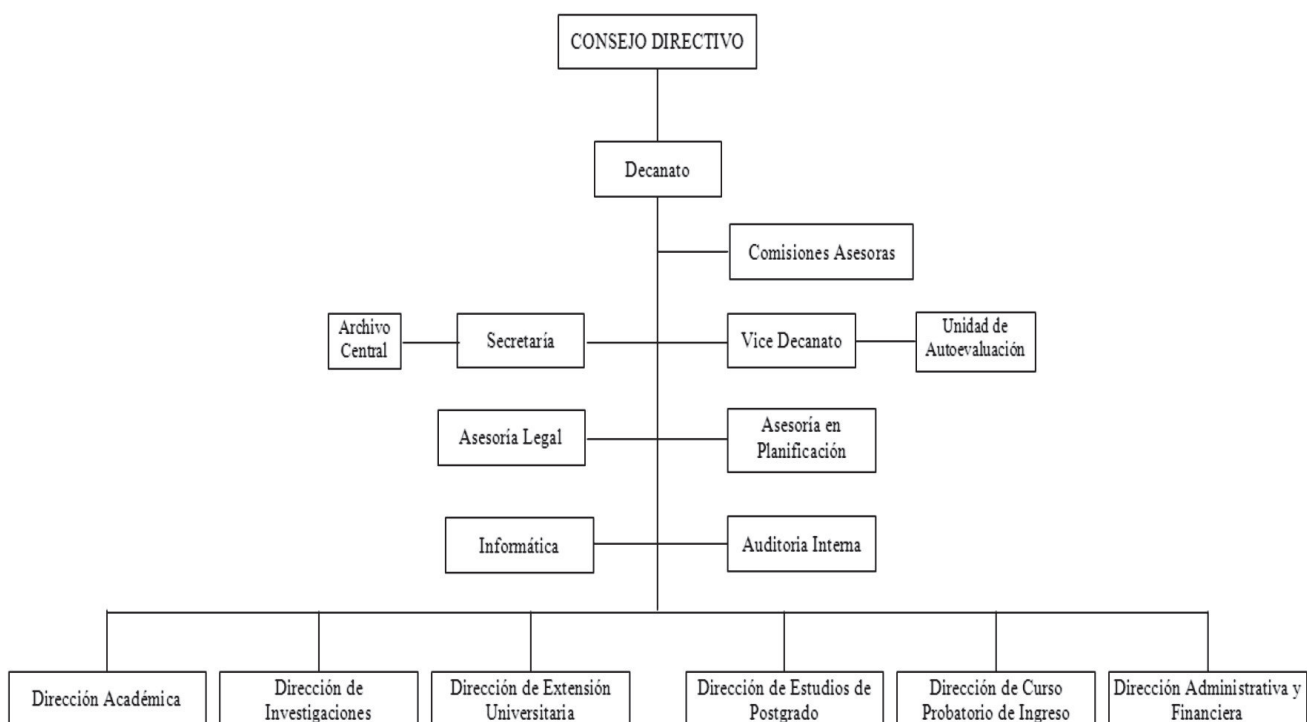 CONSEJO DIRECTIVO
Decanato
Comisiones Asesoras
Archivo
Central
Secretaría
Vice Decanato
Unidad de
Autoevaluación
Asesoría Legal
Asesoría en
Planificación
Informática
Auditoria Interna
Dirección Académica
Dirección de
Investigaciones
Dirección de Extensión
Universitaria
Dirección de Estudios de
Postgrado
Dirección de Curso
Probatorio de Ingreso
Dirección Administrativa y
Financiera